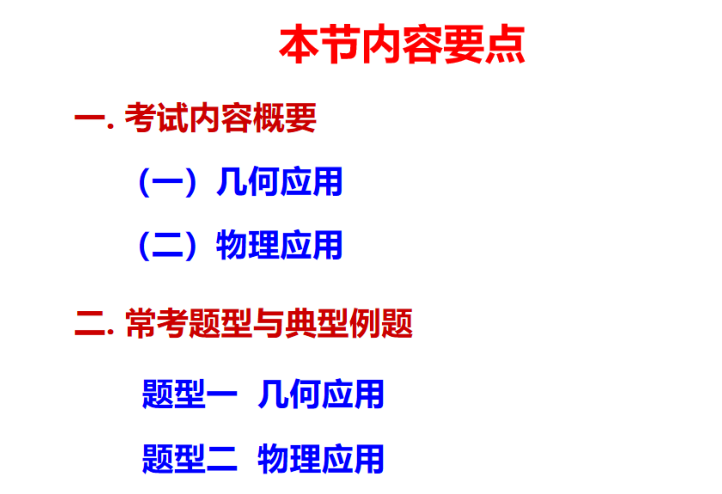 本节内容要点
一. 考试内容概要
（一）几何应用
（二）物理应用
二. 常考题型与典型例题
题型一 几何应用
题型二 物理应用